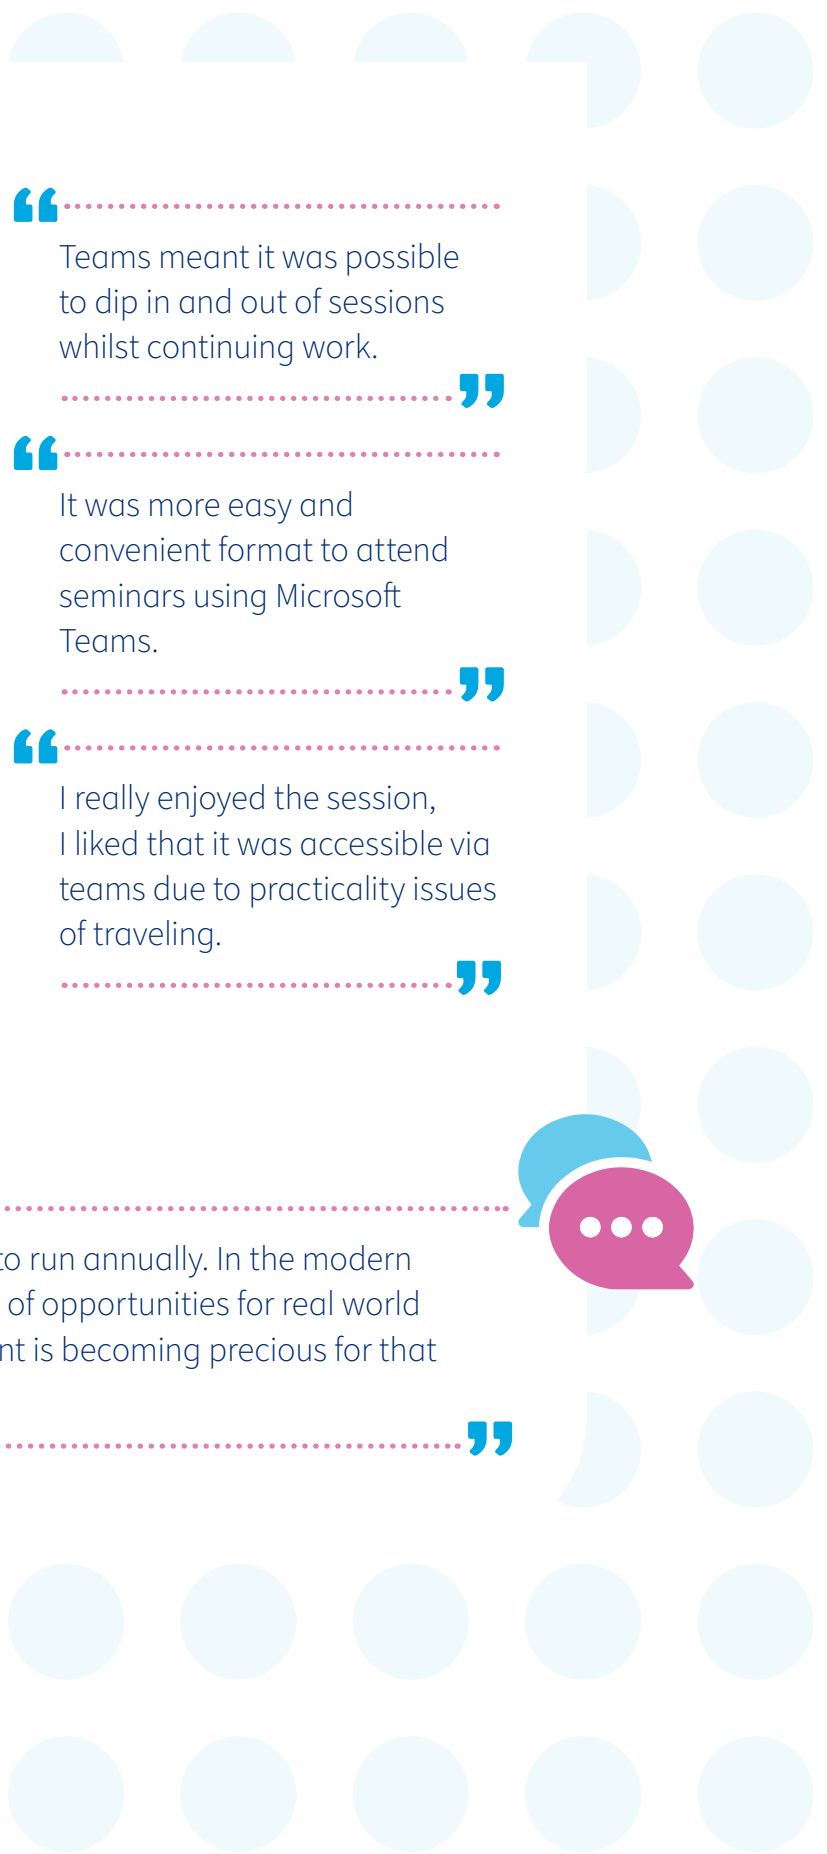 Teams meant it was possible
to dip in and out of sessions
whilst continuing work.
It was more easy and
convenient format to attend
seminars using Microsoft
Teams.
I really enjoyed the session,
I liked that it was accessible via
teams due to practicality issues
of traveling.
to run annually. In the modern
of opportunities for real world
is becoming precious for that